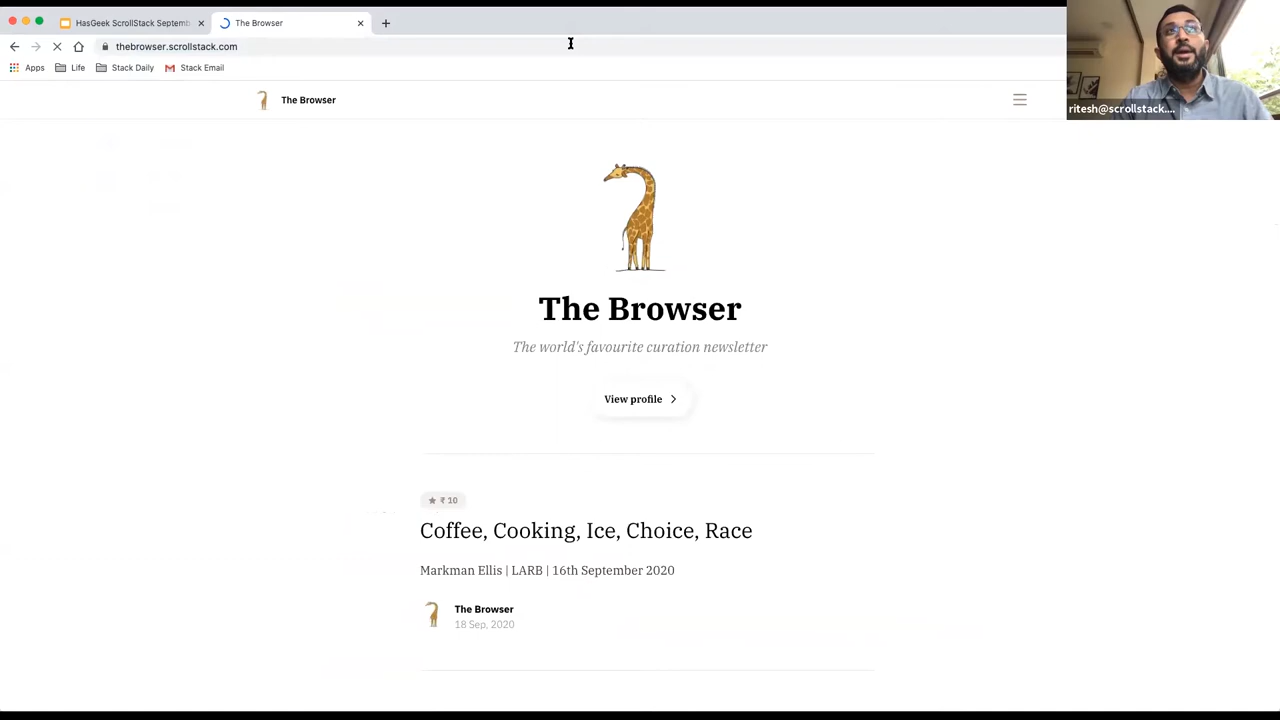 HasGeek ScrollStack Septemb
The Browser
thebrowser.scrollstack.com
Apps
Life
Stack Daily
Stack Email
ritesh@scrollstack....
The Browser
The Browser
The world's favourite curation newsletter
View profile
₹ 10
Coffee, Cooking, Ice, Choice, Race
Markman Ellis | LARB | 16th September 2020
The Browser
18 Sep, 2020